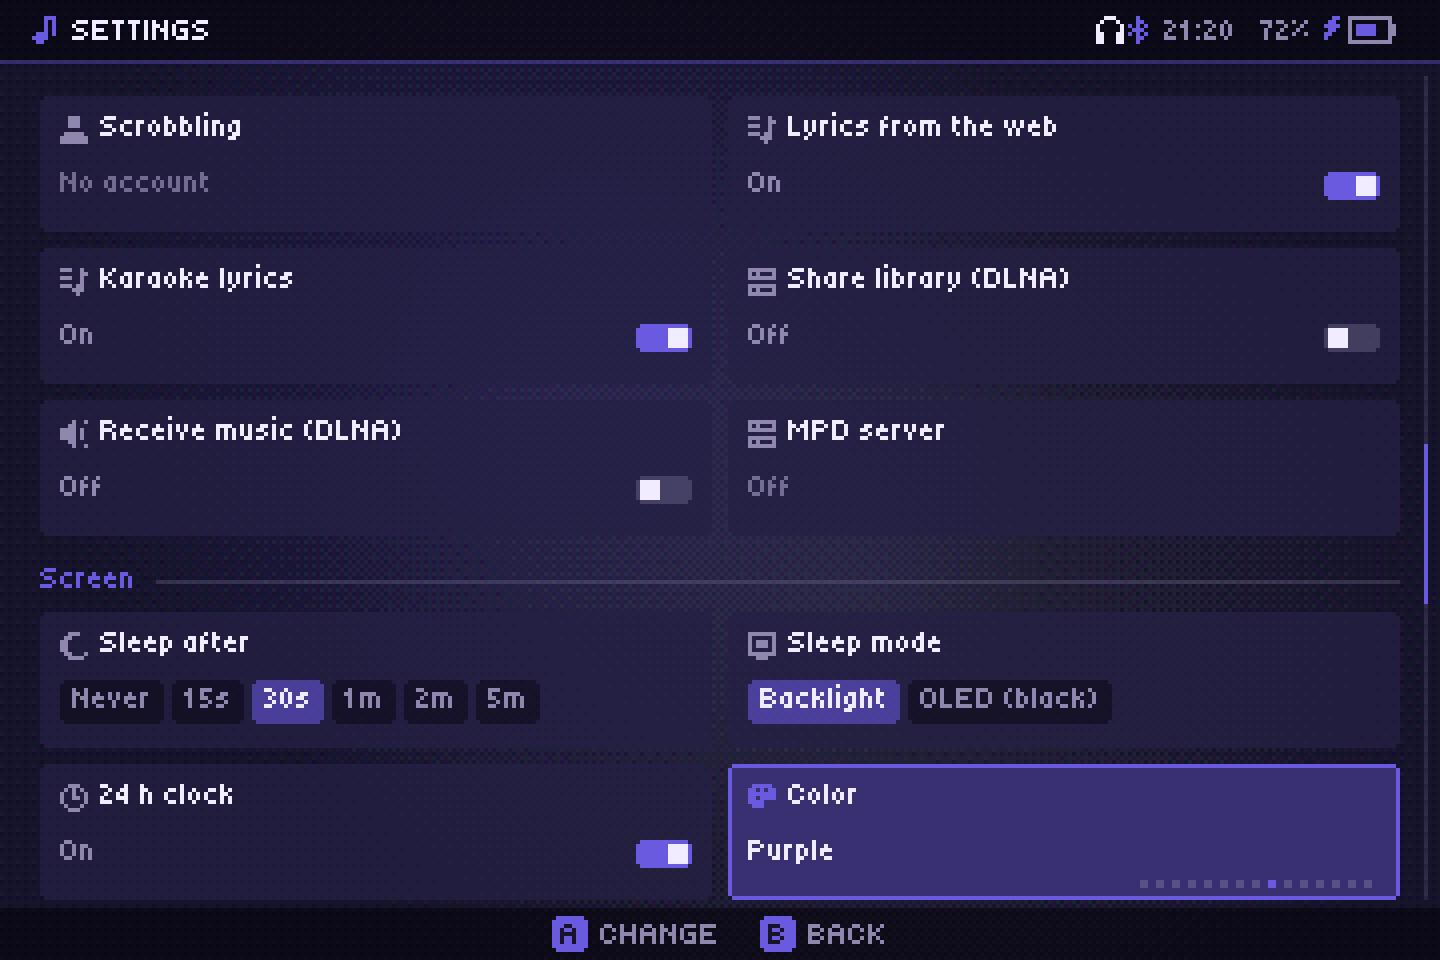 SETTINGS
21:20 72%
Scrobbling
No account
Lyrics from the web
On
Karaoke lyrics
On
Share library (DLNA)
Off
Receive music (DLNA)
Off
MPD server
Off
Screen
Sleep after
Never 15s 30s 1m 2m 5m
Sleep mode
Backlight OLED (black)
24 h clock
On
Color
Purple
A CHANGE B BACK